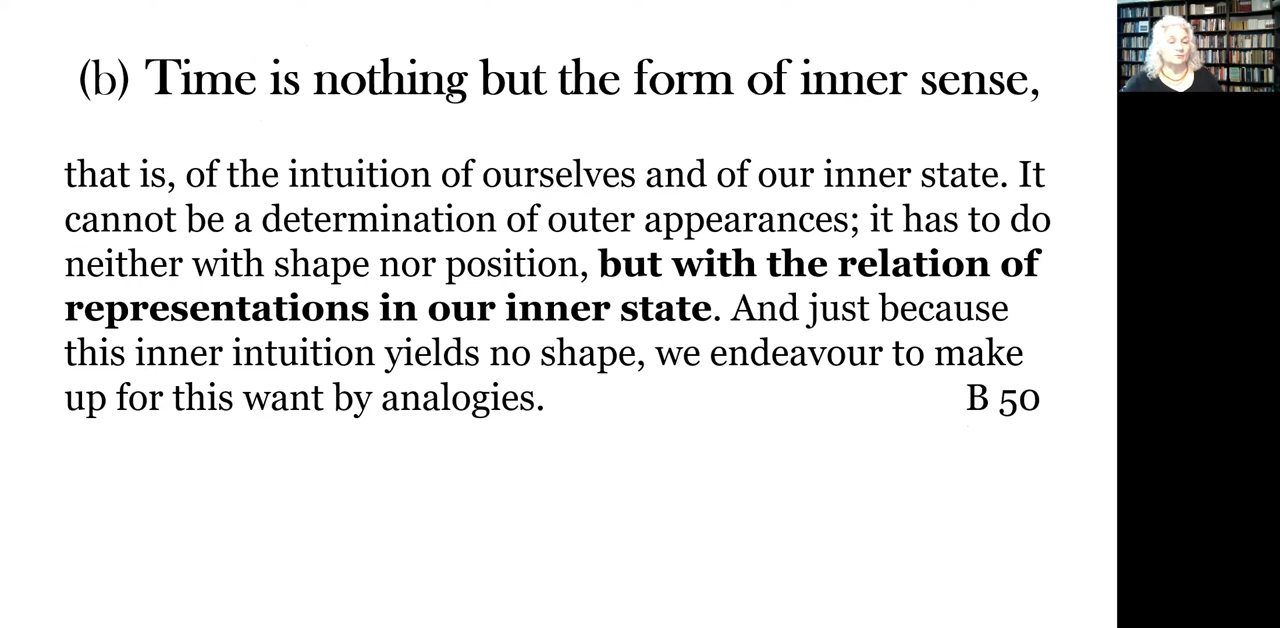 (b) Time is nothing but the form of inner sense,
that is, of the intuition of ourselves and of our inner state. It
cannot be a determination of outer appearances; it has to do
neither with shape nor position, but with the relation of
representations in our inner state. And just because
this inner intuition yields no shape, we endeavour to make
up for this want by analogies. B 50